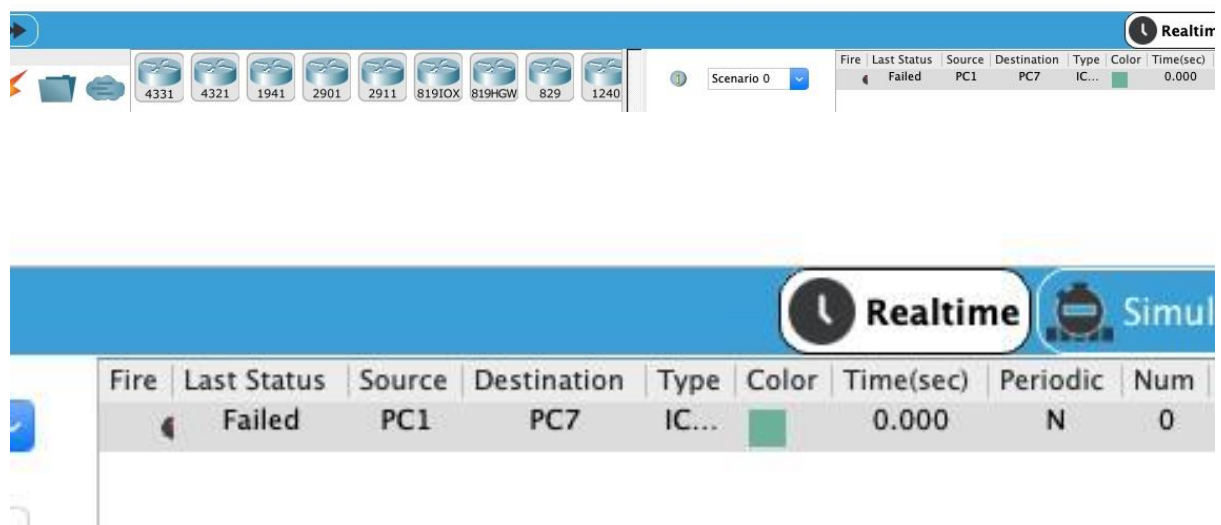 Realtim
Fire Last Status Source Destination Type Color Time(sec)
Scenario 0 Failed PC1 PC7 IC... 0.000
4331 4321 1941 2901 2911 819IOX 819HGW 829 1240
Realtime Simul
Fire Last Status Source Destination Type Color Time(sec) Periodic Num
Failed PC1 PC7 IC... 0.000 N 0